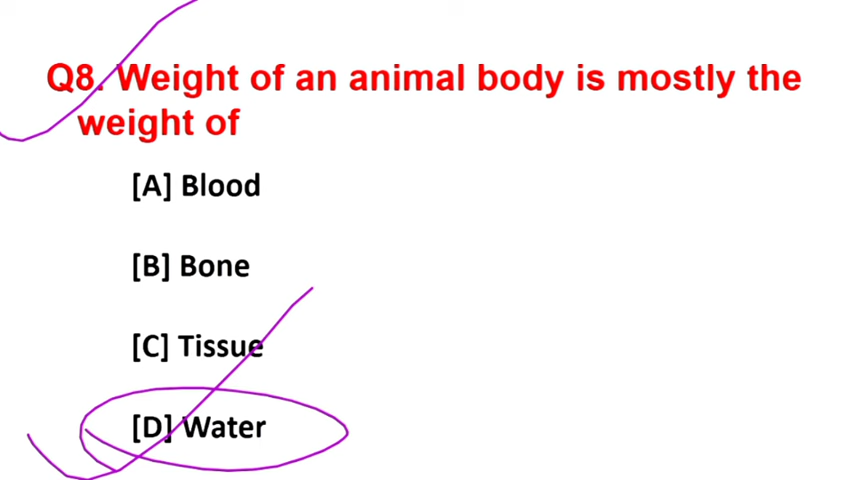 Q8. Weight of an animal body is mostly the
weight of
[A] Blood
[B] Bone
[C] Tissue
[D] Water